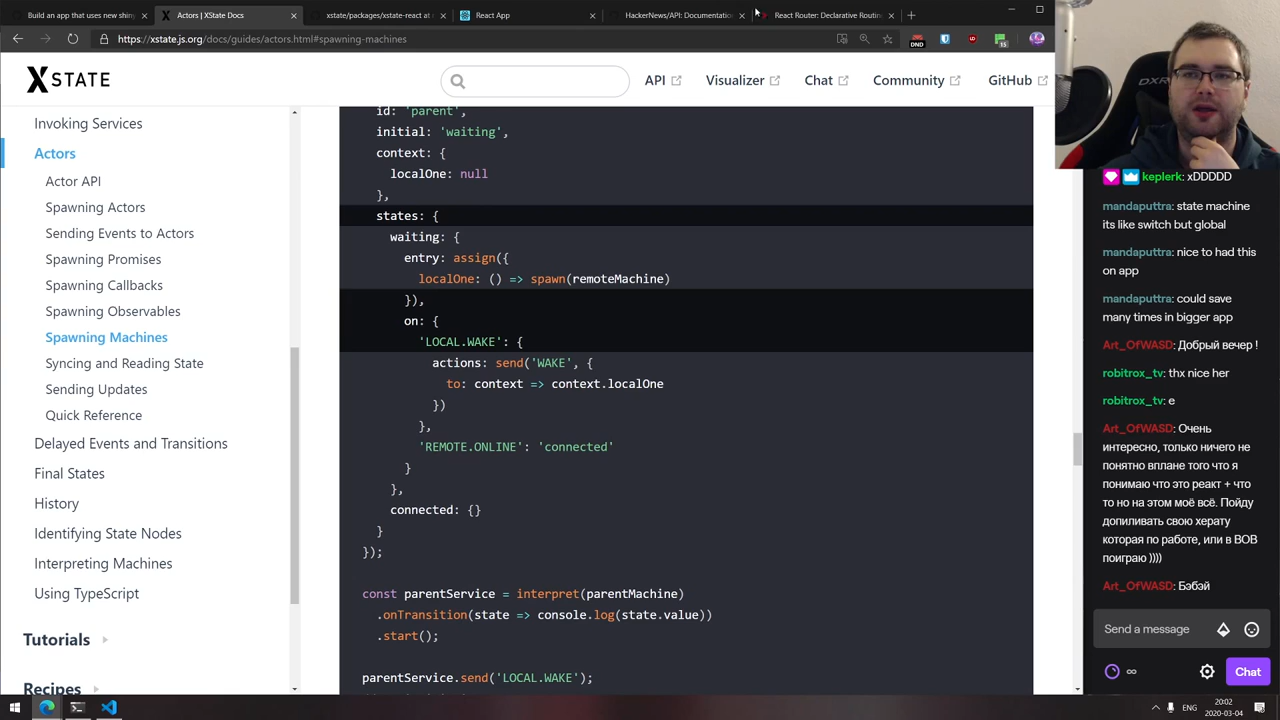 Build an app that uses new shiny
Actors | XState Docs
xstate/packages/xstate-react at
React App
HackerNews/API: Documentation
React Router: Declarative Routin
https://xstate.js.org/docs/guides/actors.html#spawning-machines
DND
15
XSTATE
API
Visualizer
Chat
Community
GitHub
Invoking Services
Actors
Actor API
Spawning Actors
Sending Events to Actors
Spawning Promises
Spawning Callbacks
Spawning Observables
Spawning Machines
Syncing and Reading State
Sending Updates
Quick Reference
Delayed Events and Transitions
Final States
History
Identifying State Nodes
Interpreting Machines
Using TypeScript
Tutorials
Recipes
id: 'parent',
initial: 'waiting',
context: {
localOne: null
},
states: {
waiting: {
entry: assign({
localOne: () => spawn(remoteMachine)
}),
on: {
'LOCAL.WAKE': {
actions: send('WAKE', {
to: context => context.localOne
})
},
'REMOTE.ONLINE': 'connected'
}
},
connected: {}
}
});
const parentService = interpret(parentMachine)
.onTransition(state => console.log(state.value))
.start();
parentService.send('LOCAL.WAKE');
DXR
keplerk: xDDDDD
mandaputtra: state machine
its like switch but global
mandaputtra: nice to had this
on app
mandaputtra: could save
many times in bigger app
Art_OfWASD: Добрый вечер !
robitrox_tv: thx nice her
robitrox_tv: e
Art_OfWASD: Очень
интересно, только ничего не
понятно вплане того что я
понимаю что это реакт + что
то но на этом моё всё. Пойду
допиливать свою херату
которая по работе, или в ВОВ
поиграю ))))
Art_OfWASD: Бэбэй
Send a message
Chat
ENG
20:02
2020-03-04